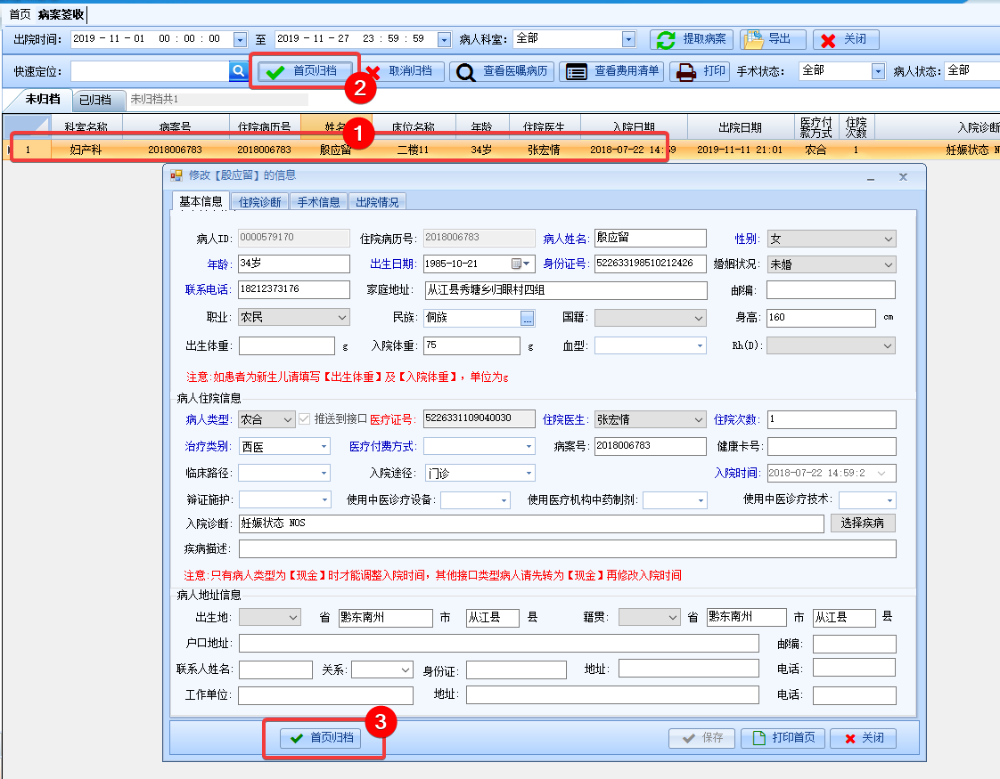 首页 病案签收
出院时间: 2019-11-01 00:00:00 至 2019-11-27 23:59:59 病人科室: 全部 提取病案 导出 关闭
快速定位: 首页归档 取消归档 查看医嘱病历 查看费用清单 打印 手术状态: 全部 病人状态: 全部
2
未归档 已归档 未归档共1
科室名称 病案号 住院病历号 姓名 床位名称 年龄 住院医生 入院日期 出院日期 医疗付款方式 住院次数 入院诊断
1
1 妇产科 2018006783 2018006783 殷应留 二楼11 34岁 张宏情 2018-07-22 14:59 2019-11-11 21:01 农合 1 妊娠状态 N
修改【殷应留】的信息
基本信息 住院诊断 手术信息 出院情况
病人ID: 0000579170 住院病历号: 2018006783 病人姓名: 殷应留 性别: 女
年龄: 34岁 出生日期: 1985-10-21 身份证号: 522633198510212426 婚姻状况: 未婚
联系电话: 18212373176 家庭地址: 从江县秀塘乡归眼村四组 邮编:
职业: 农民 民族: 侗族 ... 国籍: 身高: 160 cm
出生体重: g 入院体重: 75 g 血型: Rh(D):
注意:如患者为新生儿请填写【出生体重】及【入院体重】, 单位为g
病人住院信息
病人类型: 农合 推送到接口 医疗证号: 5226331109040030 住院医生: 张宏情 住院次数: 1
治疗类别: 西医 医疗付费方式: 病案号: 2018006783 健康卡号:
临床路径: 入院途径: 门诊 入院时间: 2018-07-22 14:59:2
辩证施护: 使用中医诊疗设备: 使用医疗机构中药制剂: 使用中医诊疗技术:
入院诊断: 妊娠状态 NOS 选择疾病
疾病描述:
注意:只有病人类型为【现金】时才能调整入院时间, 其他接口类型病人请先转为【现金】再修改入院时间
病人地址信息
出生地: 省 黔东南州 市 从江县 县 籍贯: 省 黔东南州 市 从江县 县
户口地址: 邮编:
联系人姓名: 关系: 身份证: 地址: 电话:
工作单位: 地址: 电话:
3
首页归档 保存 打印首页 关闭